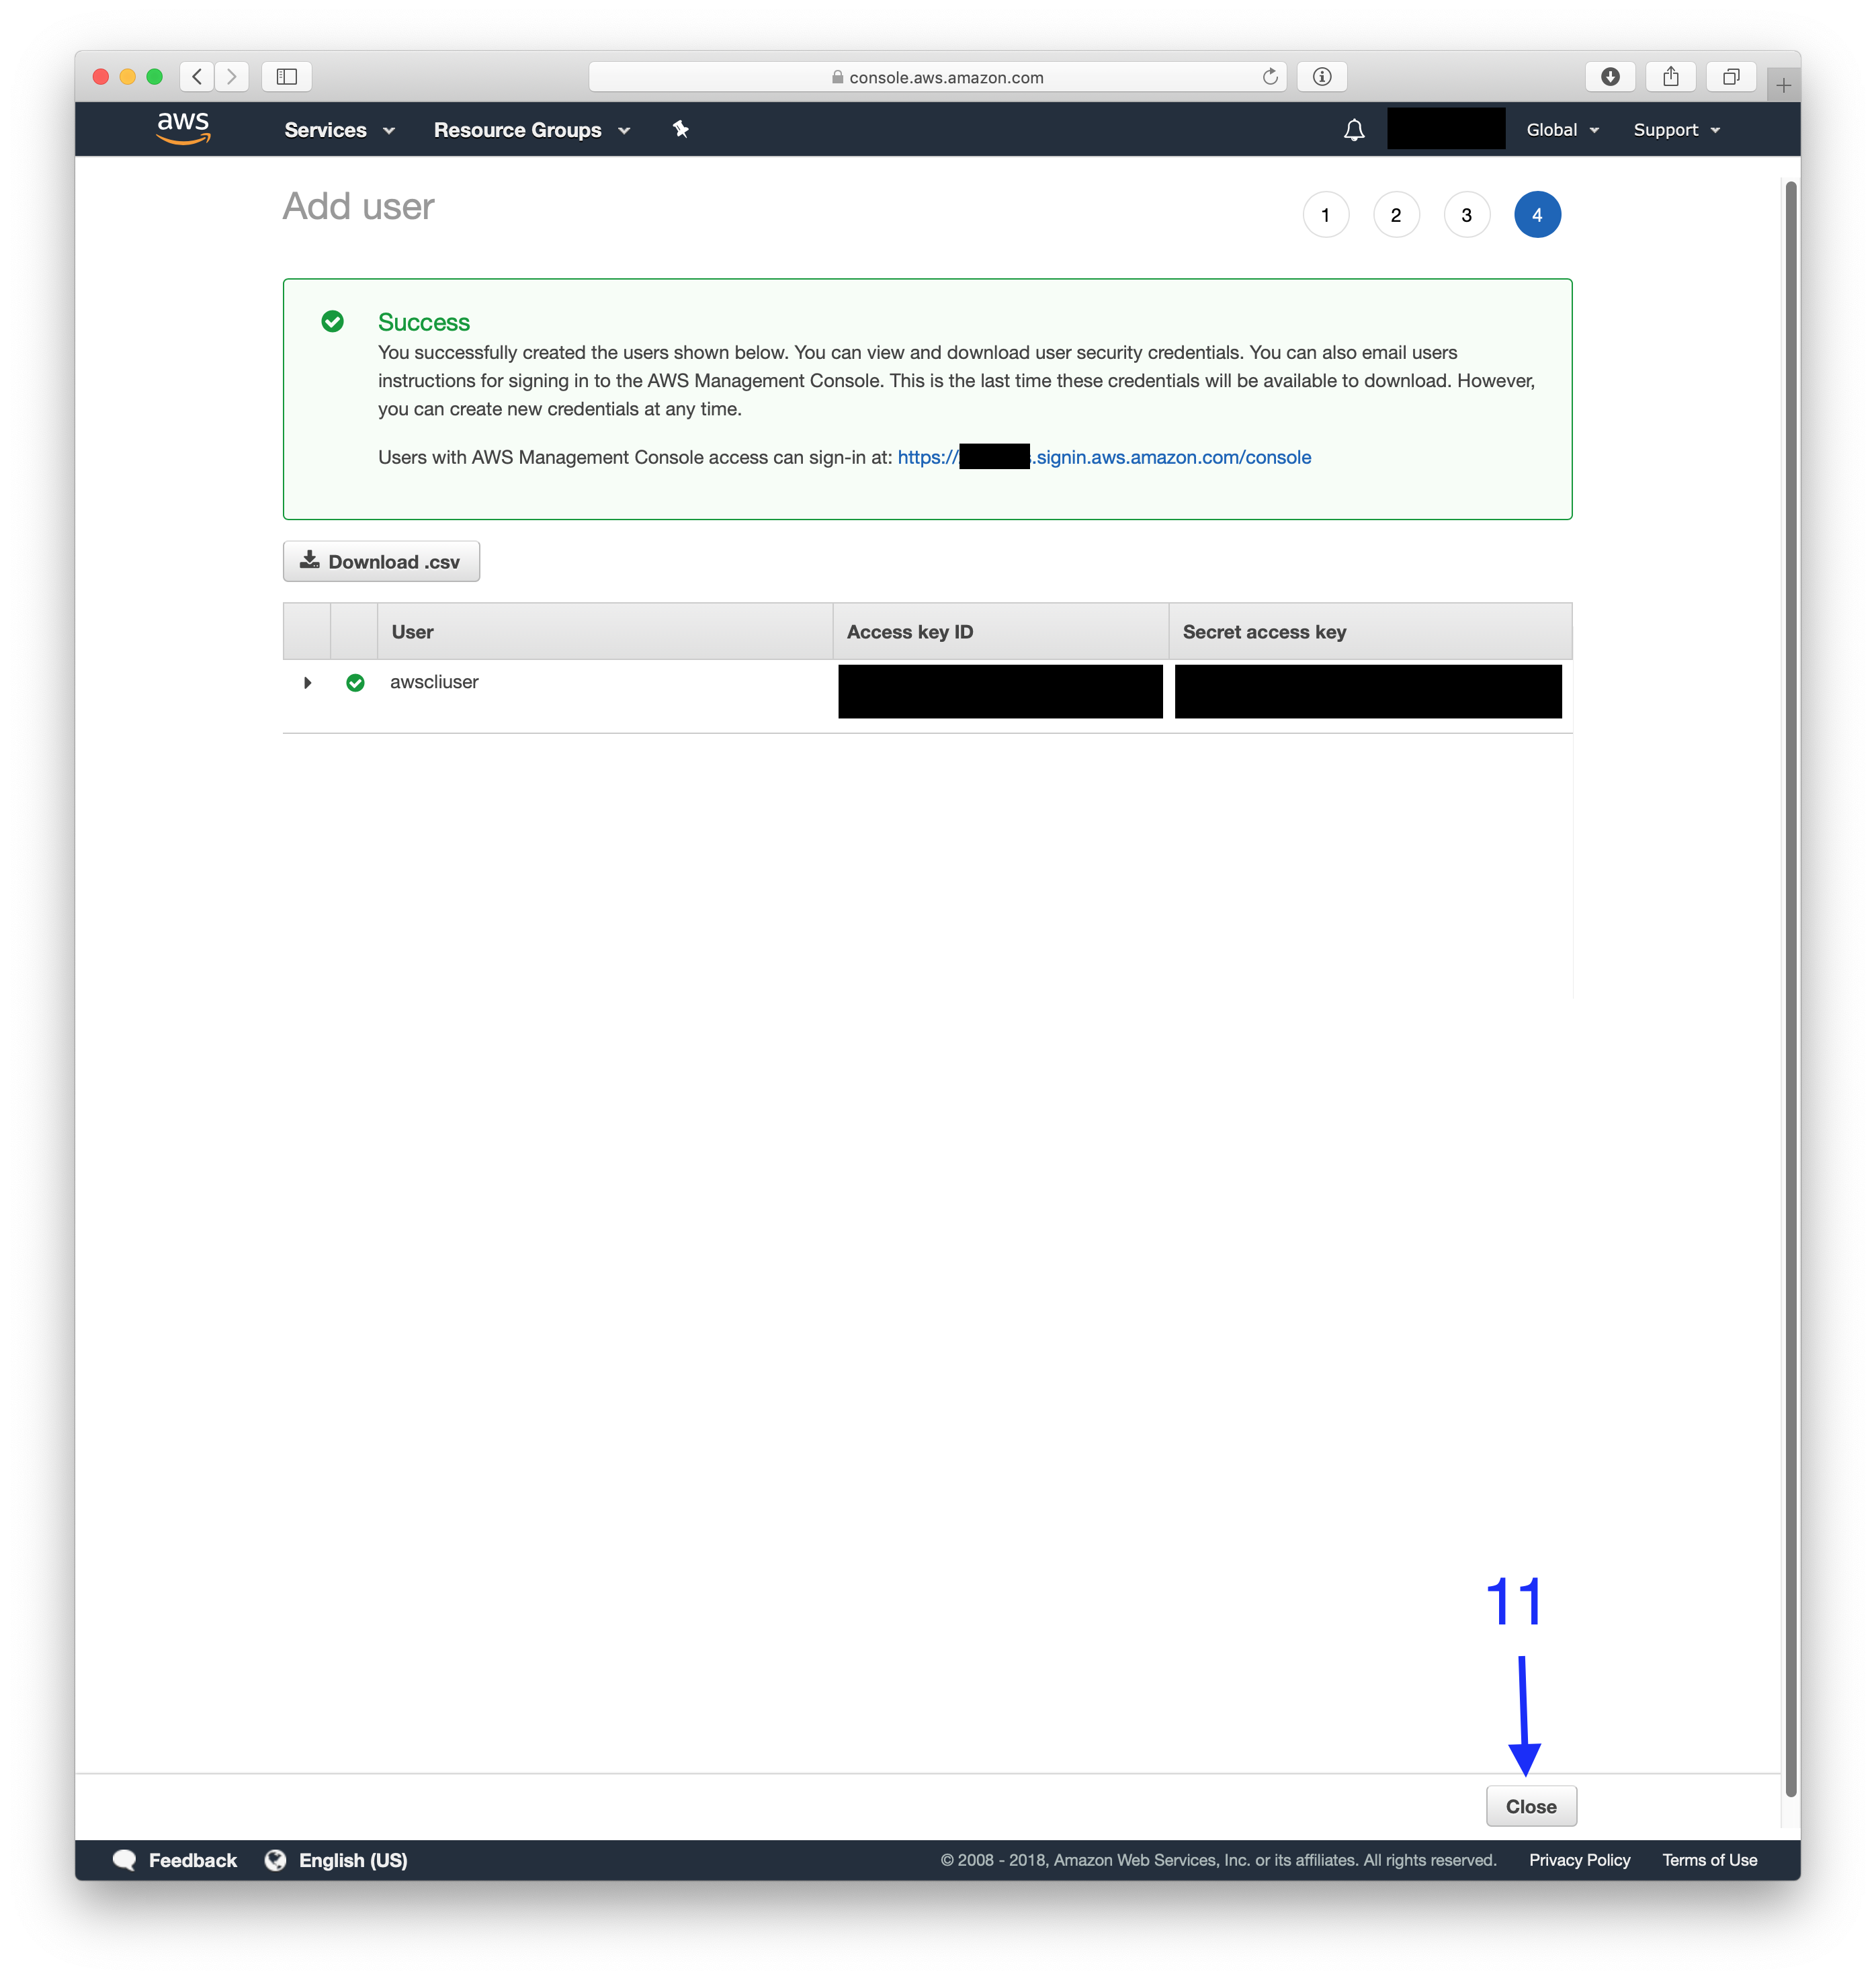 console.aws.amazon.com
aws Services Resource Groups Global Support
Add user 1 2 3 4
Success
You successfully created the users shown below. You can view and download user security credentials. You can also email users
instructions for signing in to the AWS Management Console. This is the last time these credentials will be available to download. However,
you can create new credentials at any time.
Users with AWS Management Console access can sign-in at: https:// .signin.aws.amazon.com/console
Download .csv
User Access key ID Secret access key
awscliuser
11
Close
Feedback English (US) © 2008 - 2018, Amazon Web Services, Inc. or its affiliates. All rights reserved. Privacy Policy Terms of Use